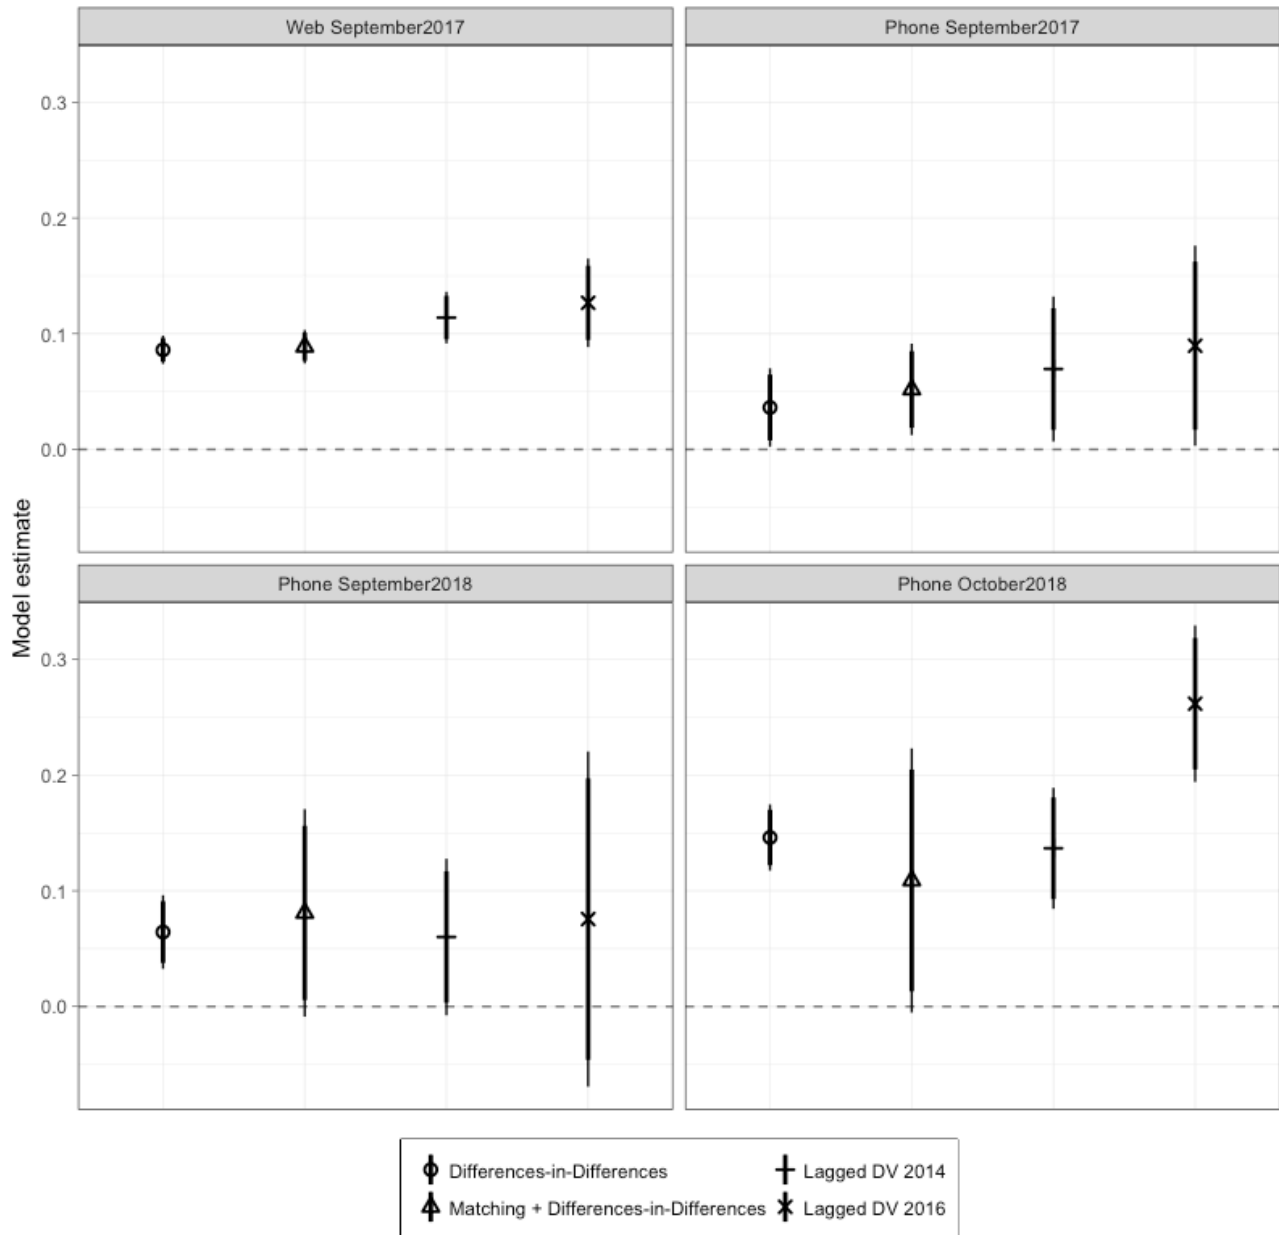 Web September2017
Phone September2017
0.3
0.2
0.1
0.0
Model estimate
Phone September2018
Phone October2018
0.3
0.2
0.1
0.0
Differences-in-Differences
Lagged DV 2014
Matching + Differences-in-Differences
Lagged DV 2016